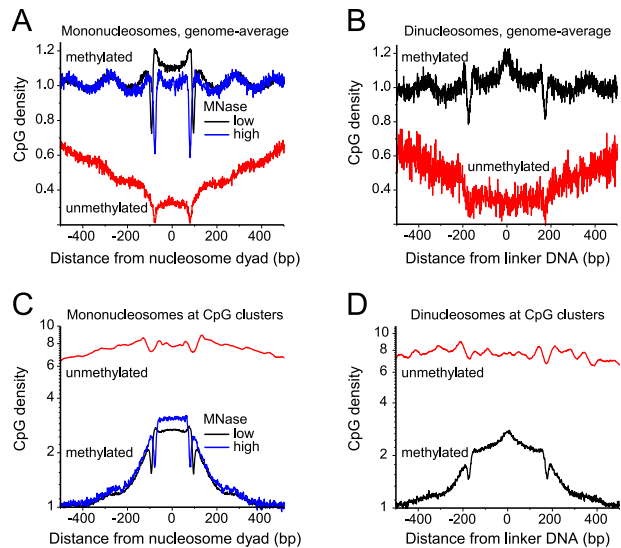 A
Mononucleosomes, genome-average
methylated
MNase
low
high
unmethylated
CpG density
1.2
1.0
0.8
0.6
0.4
-400 -200 0 200 400
Distance from nucleosome dyad (bp)
B
Dinucleosomes, genome-average
methylated
unmethylated
CpG density
1.2
1.0
0.8
0.6
0.4
-400 -200 0 200 400
Distance from linker DNA (bp)
C
Mononucleosomes at CpG clusters
unmethylated
MNase
low
high
methylated
CpG density
10
8
6
4
2
1
-400 -200 0 200 400
Distance from nucleosome dyad (bp)
D
Dinucleosomes at CpG clusters
unmethylated
methylated
CpG density
10
8
6
4
2
1
-400 -200 0 200 400
Distance from linker DNA (bp)